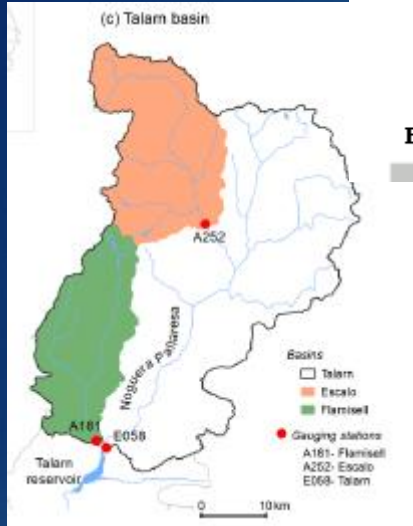 (c) Talarn basin
A252
Noguera Pallaresa
A181
E058
Talarn
reservoir
Basins
Talarn
Escalo
Flamisell
Gauging stations
A181- Flamisell
A252- Escalo
E058- Talarn
0 10km